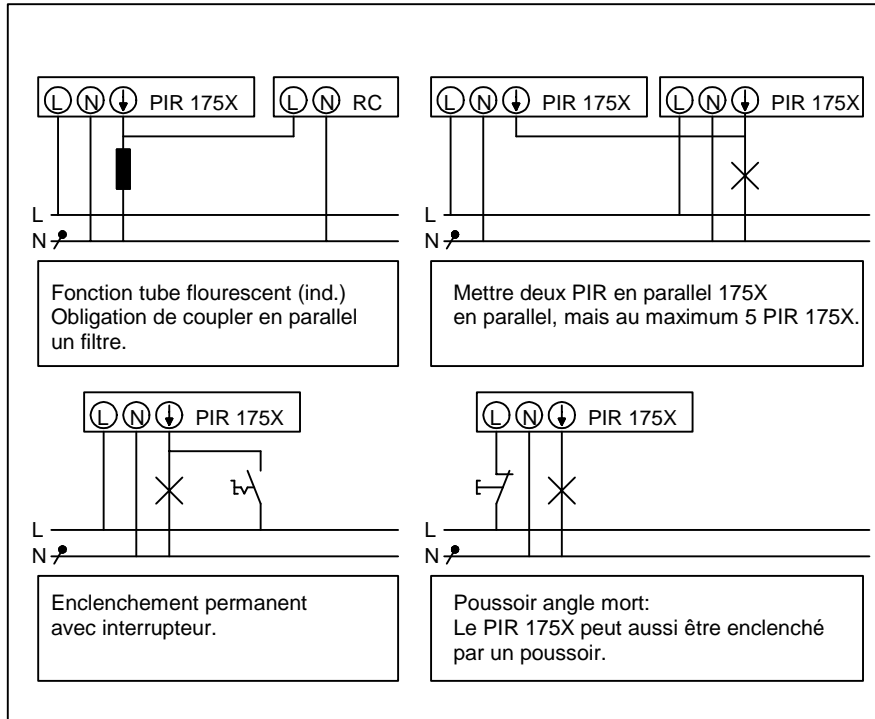 L N PIR 175X L N RC
L
N
Fonction tube flourescent (ind.)
Obligation de coupler en parallel
un filtre.
L N PIR 175X L N PIR 175X
L
N
Mettre deux PIR en parallel 175X
en parallel, mais au maximum 5 PIR 175X.
L N PIR 175X
L
N
Enclenchement permanent
avec interrupteur.
L N PIR 175X
L
N
Poussoir angle mort:
Le PIR 175X peut aussi être enclenché
par un poussoir.